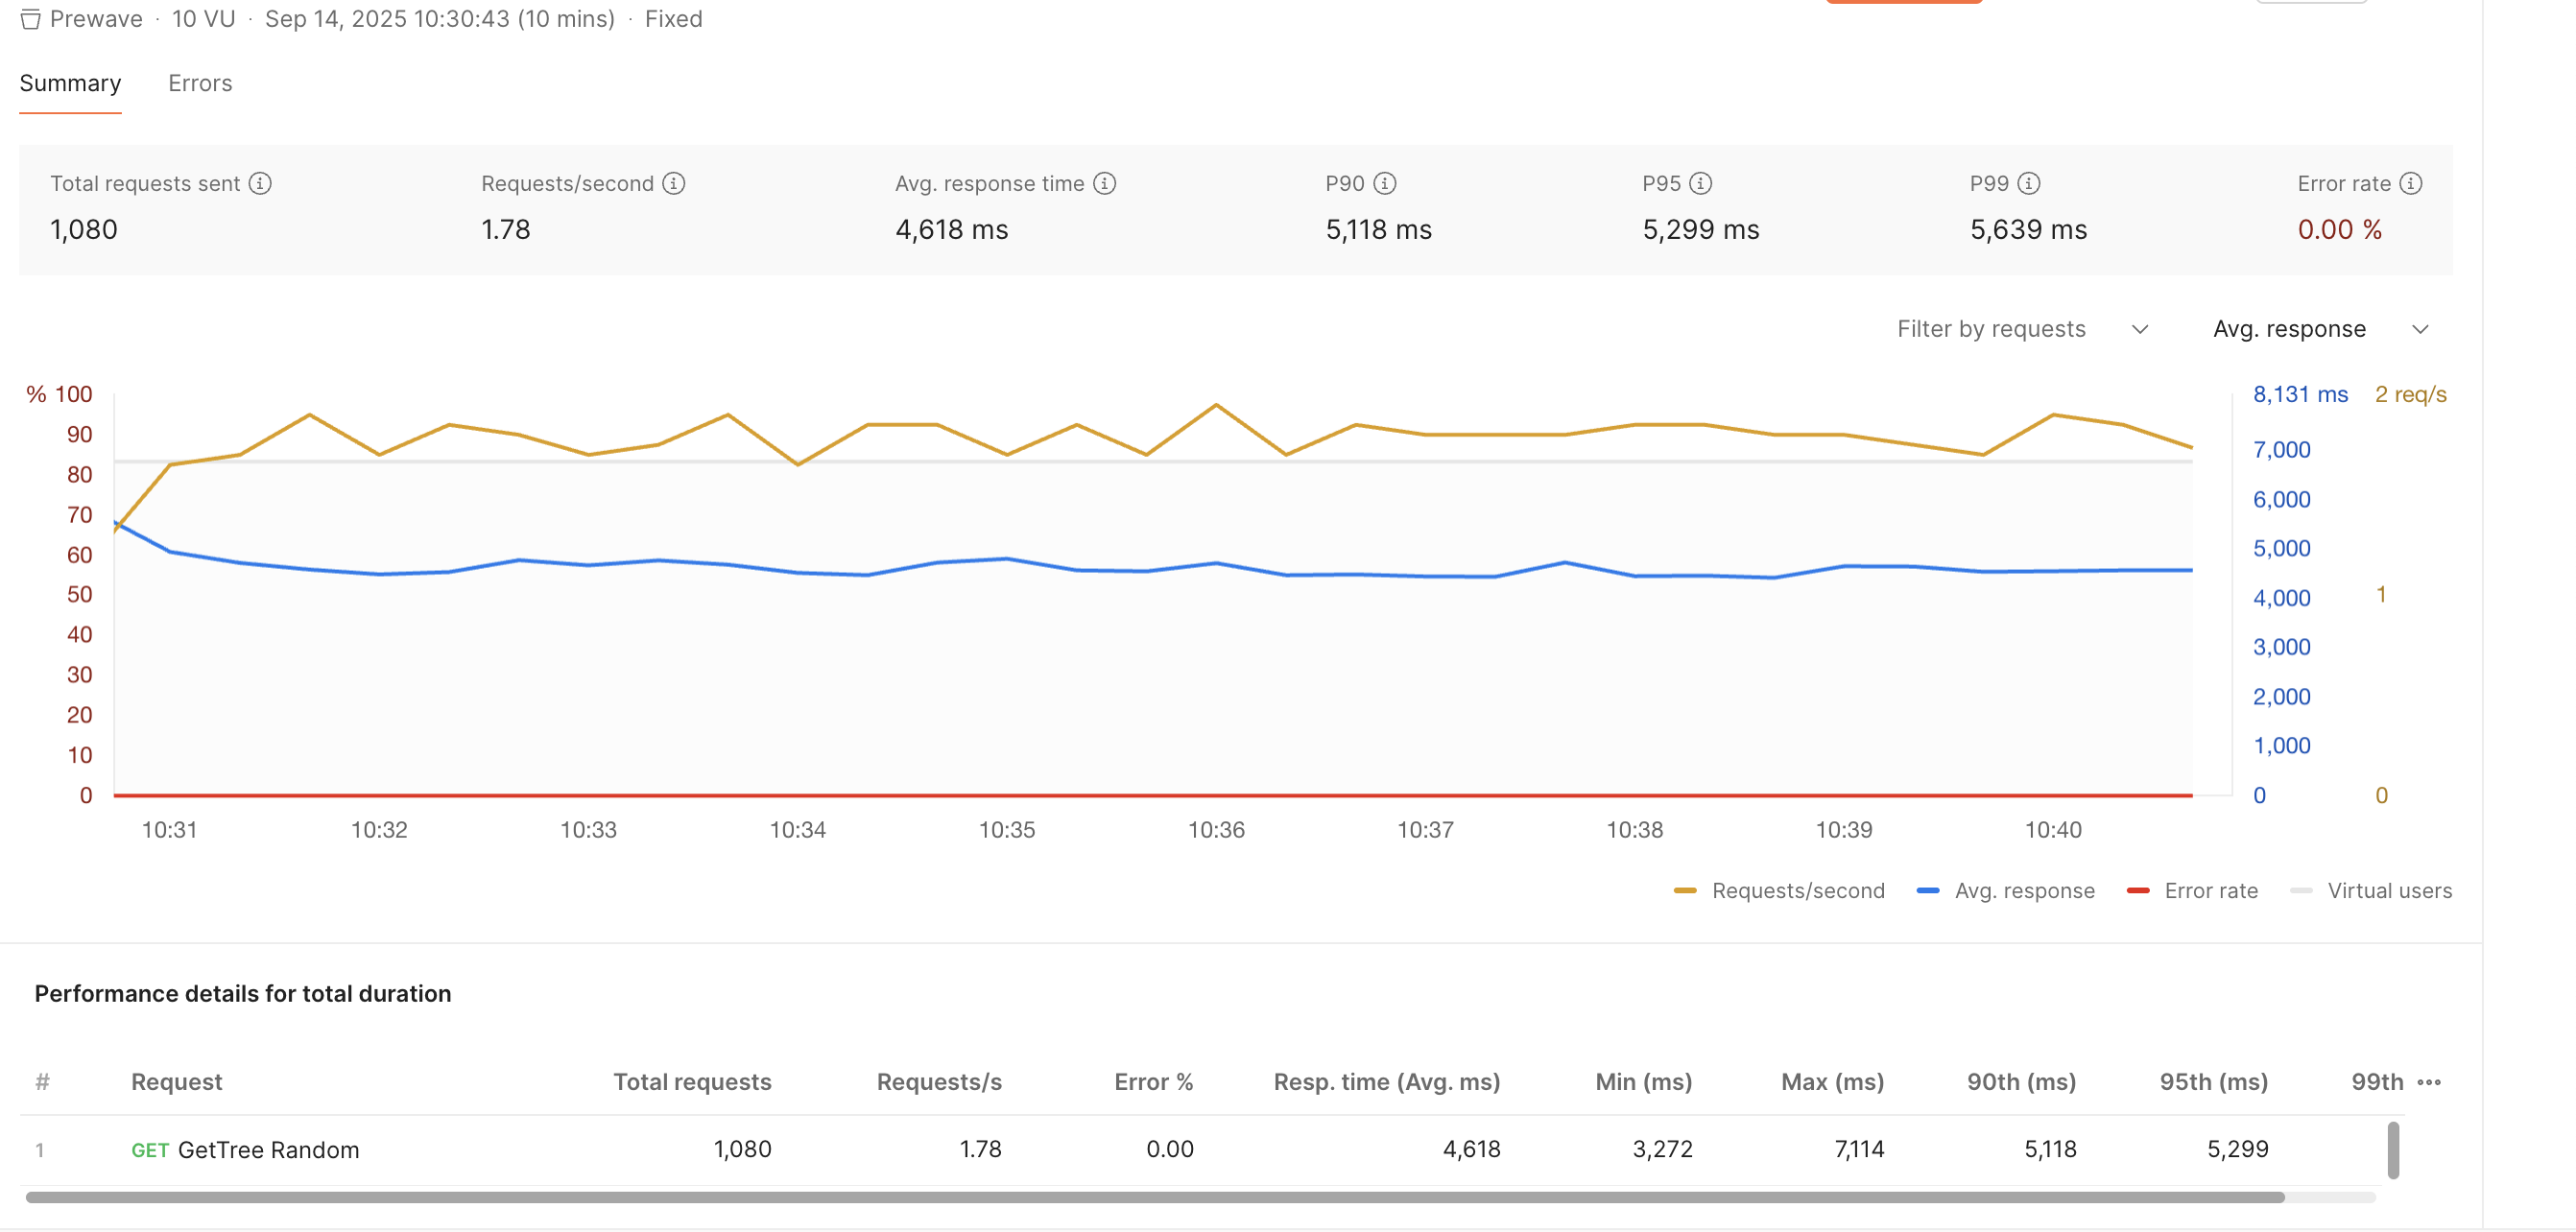 Prewave · 10 VU · Sep 14, 2025 10:30:43 (10 mins) · Fixed
Summary Errors
Total requests sent Requests/second Avg. response time P90 P95 P99 Error rate
1,080 1.78 4,618 ms 5,118 ms 5,299 ms 5,639 ms 0.00 %
Filter by requests Avg. response
% 100 8,131 ms 2 req/s
90
7,000
80
6,000
70
60
5,000
50
4,000 1
40
3,000
30
2,000
20
1,000
10
0 0 0
10:31 10:32 10:33 10:34 10:35 10:36 10:37 10:38 10:39 10:40
Requests/second Avg. response Error rate Virtual users
Performance details for total duration
# Request Total requests Requests/s Error % Resp. time (Avg. ms) Min (ms) Max (ms) 90th (ms) 95th (ms) 99th
1 GET GetTree Random 1,080 1.78 0.00 4,618 3,272 7,114 5,118 5,299